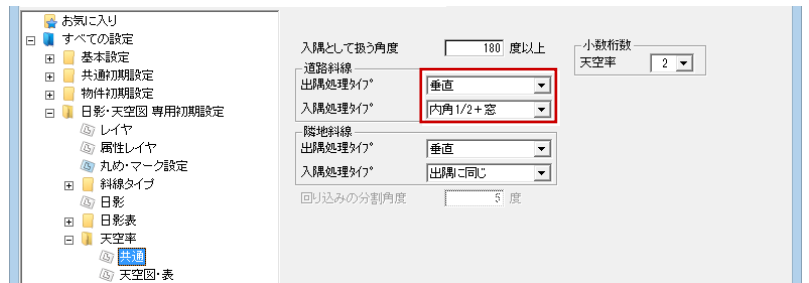 お気に入り
すべての設定
基本設定
共通初期設定
物件初期設定
日影・天空図 専用初期設定
レイヤ
属性レイヤ
丸め・マーク設定
斜線タイプ
日影
日影表
天空率
共通
天空図・表
入隅として扱う角度 180 度以上
道路斜線
出隅処理ﾀｲﾌﾟ 垂直
入隅処理ﾀｲﾌﾟ 内角1/2+窓
隣地斜線
出隅処理ﾀｲﾌﾟ 垂直
入隅処理ﾀｲﾌﾟ 出隅に同じ
回り込みの分割角度 5 度
小数桁数
天空率 2